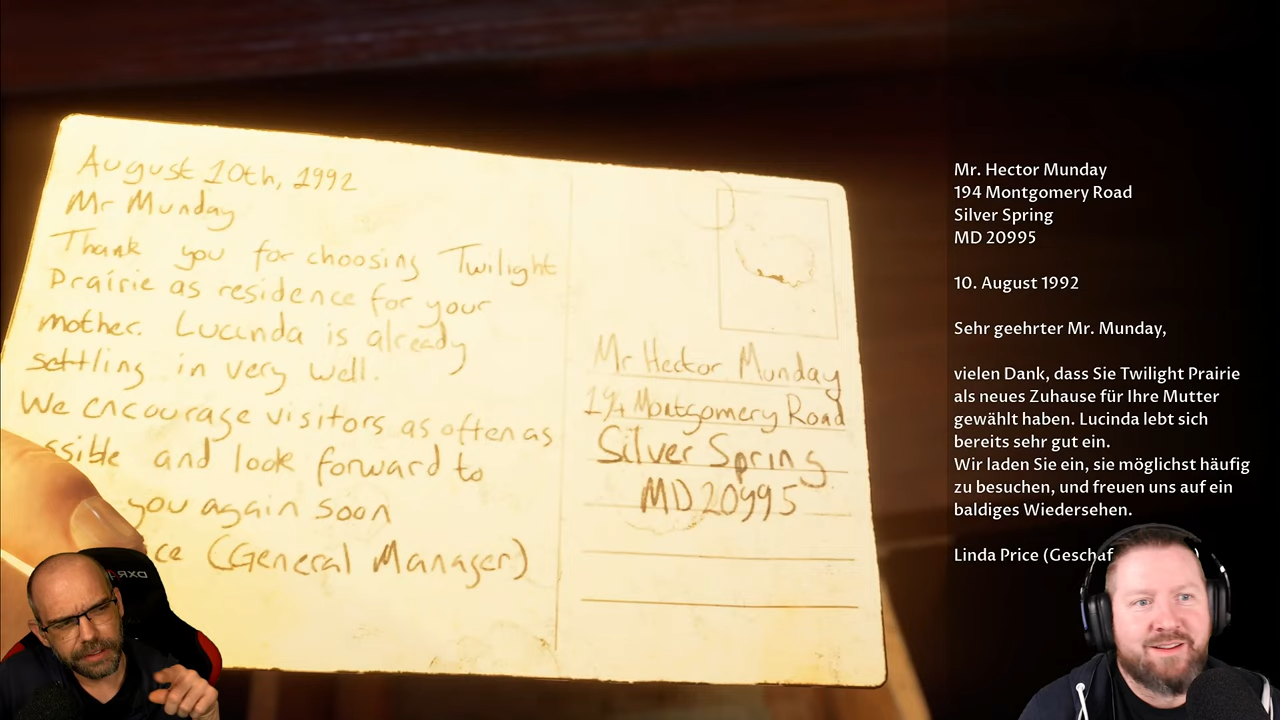 August 10th, 1992
Mr Munday
Thank you for choosing Twilight
Prairie as residence for your
mother. Lucinda is already
settling in very well.
We encourage visitors as often as
ssible and look forward to
you again soon
ce (General Manager)
Mr Hector Munday
194 Montgomery Road
Silver Spring
MD 20995
Mr. Hector Munday
194 Montgomery Road
Silver Spring
MD 20995
10. August 1992
Sehr geehrter Mr. Munday,
vielen Dank, dass Sie Twilight Prairie
als neues Zuhause für Ihre Mutter
gewählt haben. Lucinda lebt sich
bereits sehr gut ein.
Wir laden Sie ein, sie möglichst häufig
zu besuchen, und freuen uns auf ein
baldiges Wiedersehen.
Linda Price (Geschäf